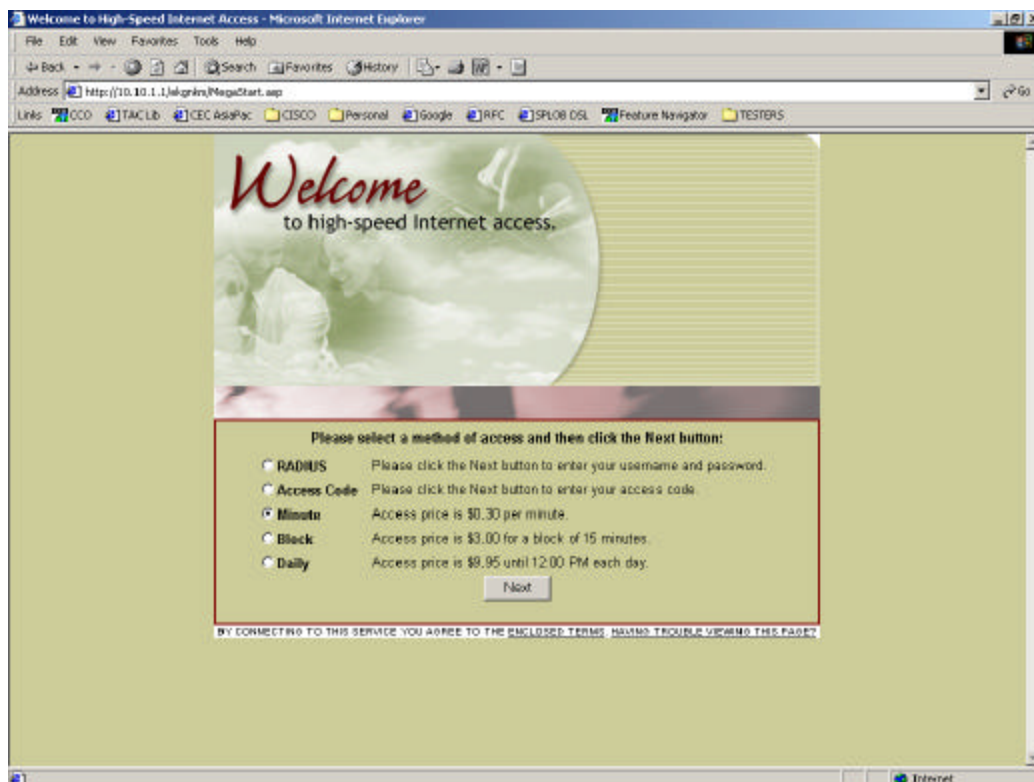 Welcome to High-Speed Internet Access - Microsoft Internet Explorer
File Edit View Favorites Tools Help
Back Search Favorites History
Address http://10.10.1.1/ekgnkm/MegaStart.asp Go
Links CCO TAC Lib CEC AsiaPac CISCO Personal Google RFC SPLOB DSL Feature Navigator TESTERS
Welcome
to high-speed Internet access.
Please select a method of access and then click the Next button:
RADIUS Please click the Next button to enter your username and password.
Access Code Please click the Next button to enter your access code.
Minute Access price is $0.30 per minute.
Block Access price is $3.00 for a block of 15 minutes.
Daily Access price is $9.95 until 12:00 PM each day.
Next
BY CONNECTING TO THIS SERVICE YOU AGREE TO THE ENCLOSED TERMS. HAVING TROUBLE VIEWING THIS PAGE?
Internet